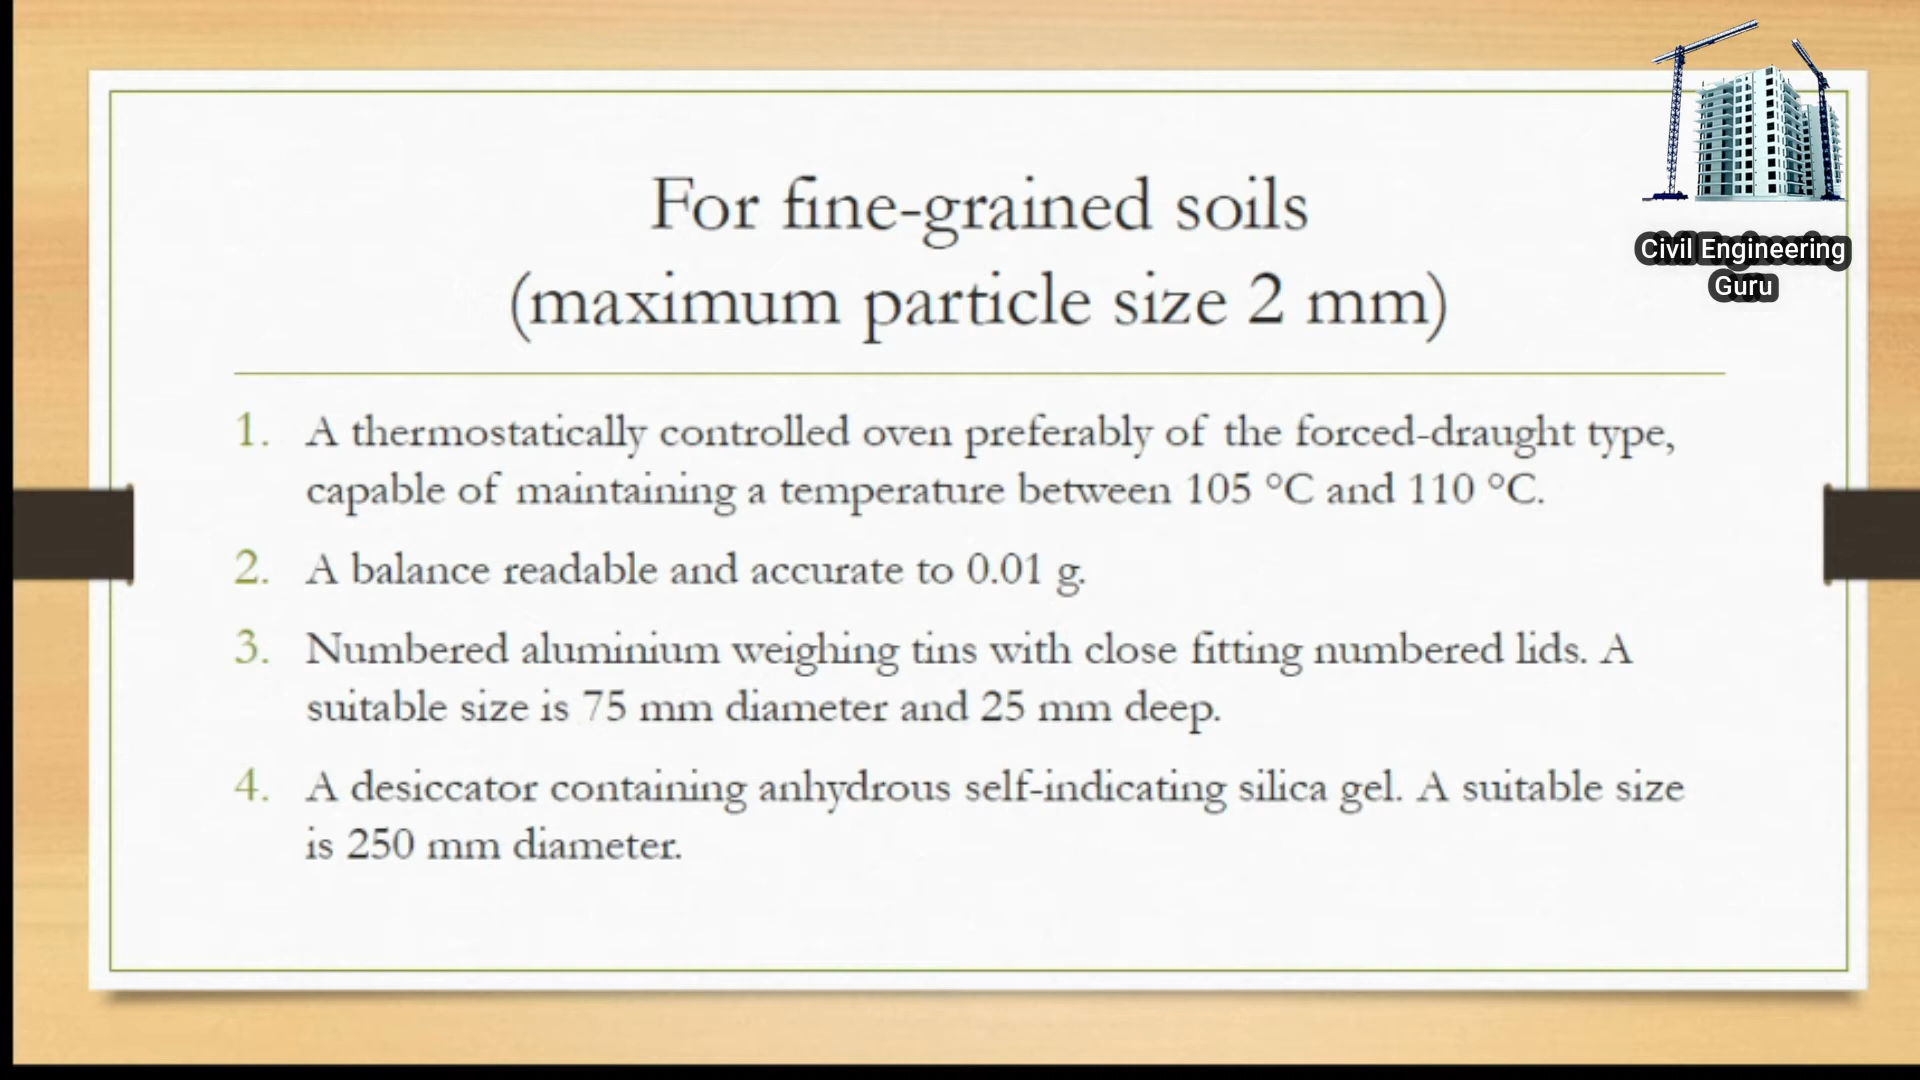 For fine-grained soils
(maximum particle size 2 mm)
Civil Engineering
Guru
1. A thermostatically controlled oven preferably of the forced-draught type,
capable of maintaining a temperature between 105 °C and 110 °C.
2. A balance readable and accurate to 0.01 g.
3. Numbered aluminium weighing tins with close fitting numbered lids. A
suitable size is 75 mm diameter and 25 mm deep.
4. A desiccator containing anhydrous self-indicating silica gel. A suitable size
is 250 mm diameter.